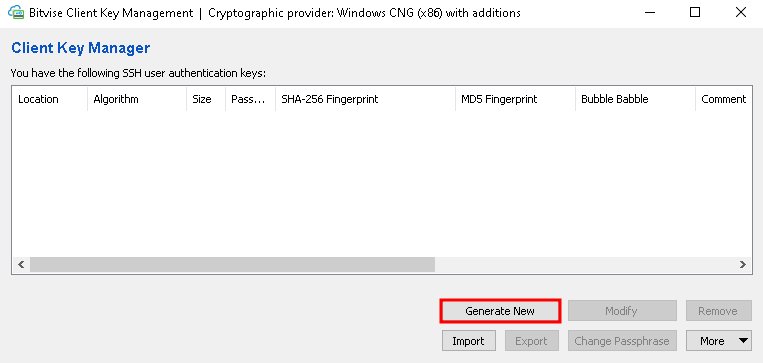 Bitvise Client Key Management | Cryptographic provider: Windows CNG (x86) with additions
Client Key Manager
You have the following SSH user authentication keys:
Location Algorithm Size Pass... SHA-256 Fingerprint MD5 Fingerprint Bubble Babble Comment
Generate New Modify Remove
Import Export Change Passphrase More